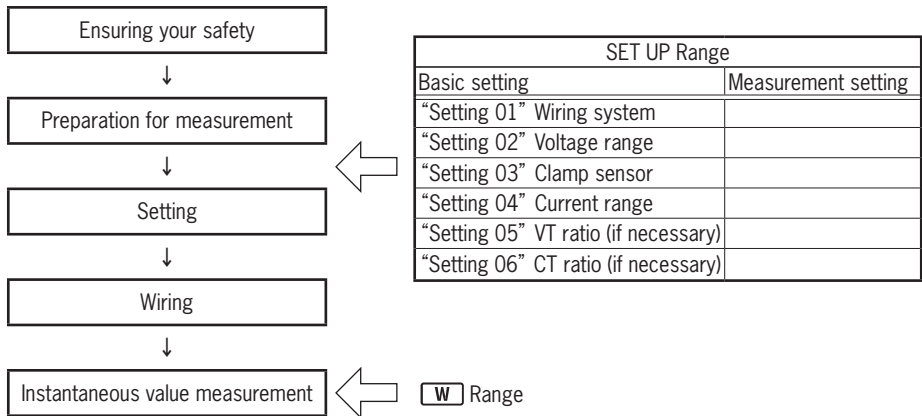 Ensuring your safety
↓
Preparation for measurement
↓
Setting
↓
Wiring
↓
Instantaneous value measurement
SET UP Range
Basic setting Measurement setting
“Setting 01” Wiring system
“Setting 02” Voltage range
“Setting 03” Clamp sensor
“Setting 04” Current range
“Setting 05” VT ratio (if necessary)
“Setting 06” CT ratio (if necessary)
W Range